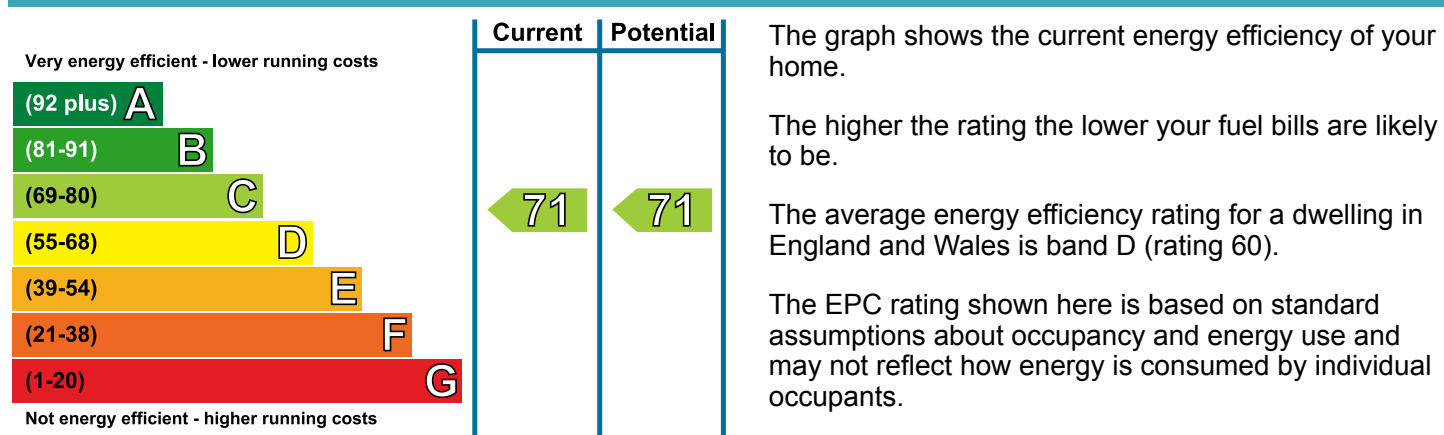 Current Potential
Very energy efficient - lower running costs
(92 plus) A
(81-91) B
(69-80) C
(55-68) D
(39-54) E
(21-38) F
(1-20) G
Not energy efficient - higher running costs
71 71
The graph shows the current energy efficiency of your
home.
The higher the rating the lower your fuel bills are likely
to be.
The average energy efficiency rating for a dwelling in
England and Wales is band D (rating 60).
The EPC rating shown here is based on standard
assumptions about occupancy and energy use and
may not reflect how energy is consumed by individual
occupants.